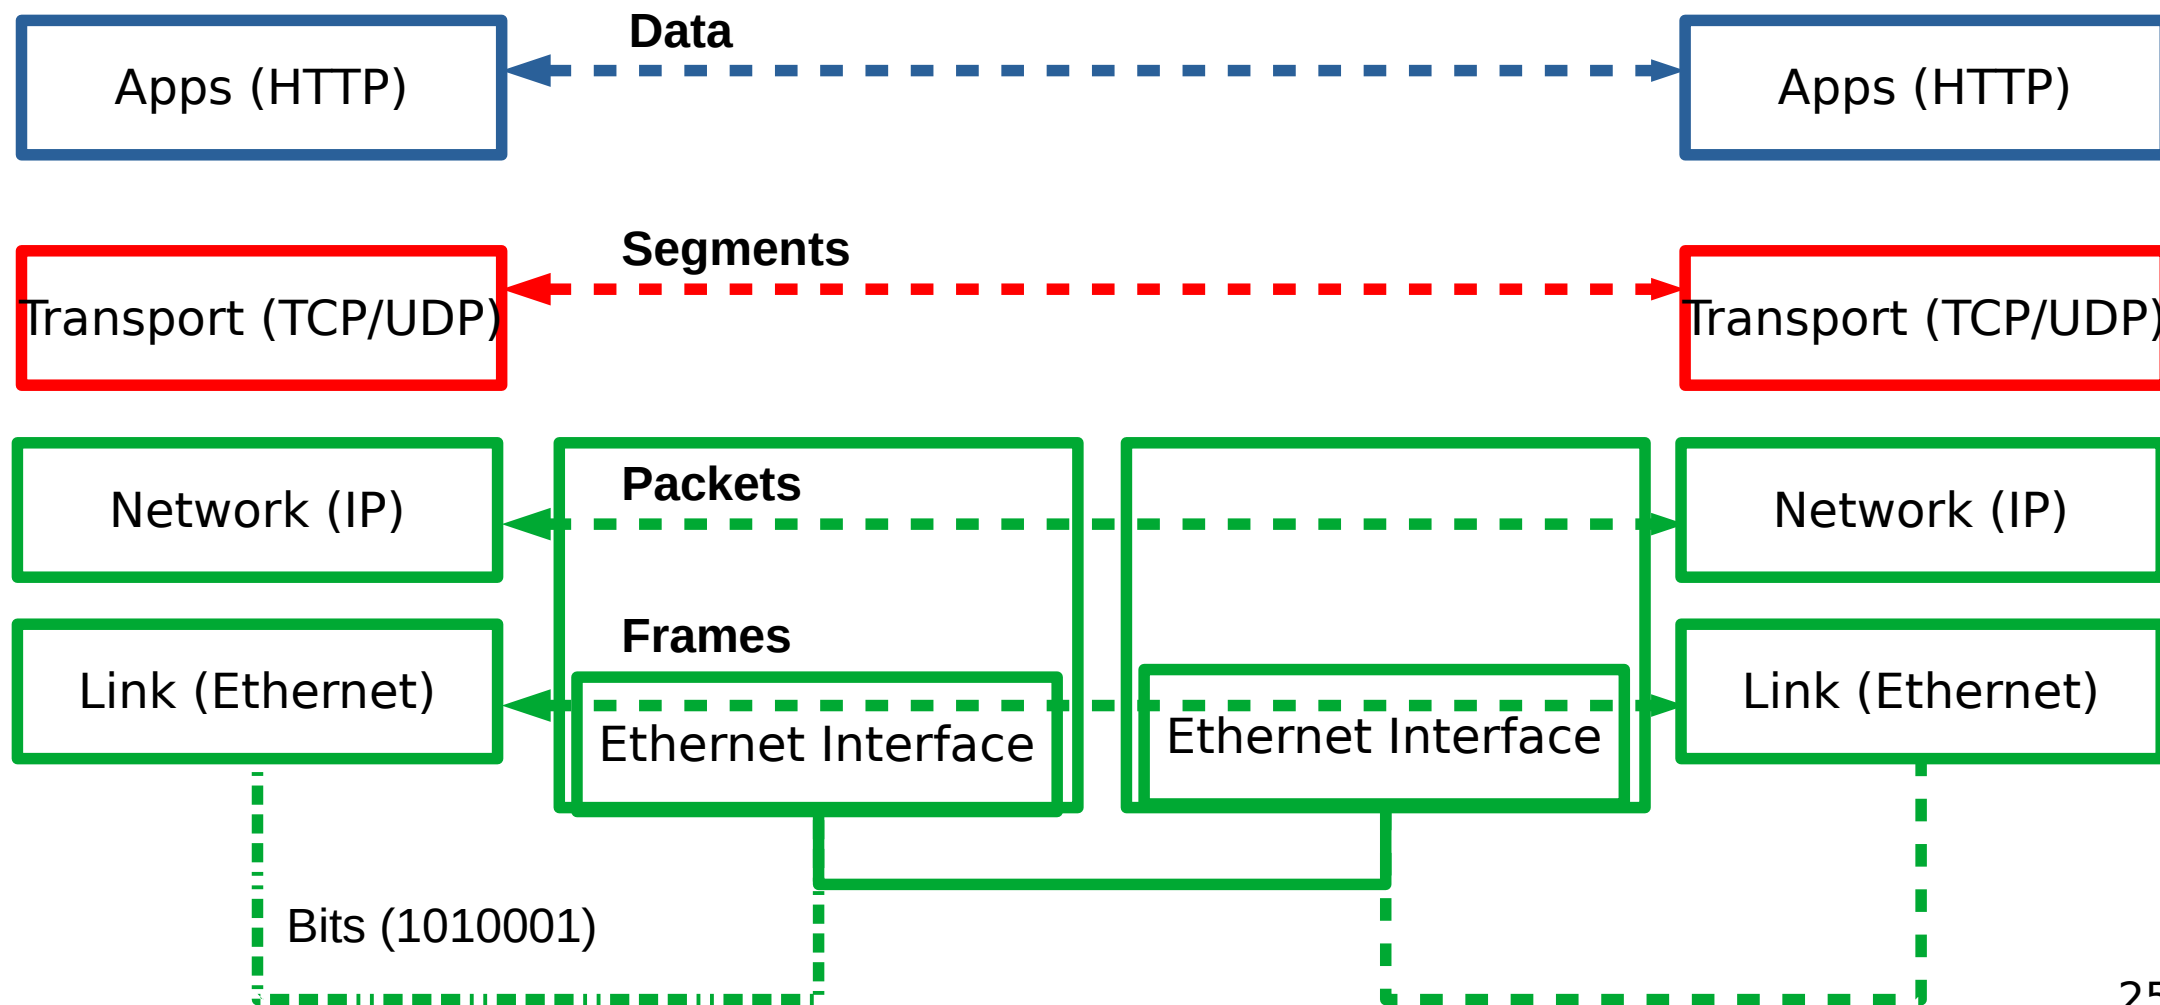 Data
Apps (HTTP)
Apps (HTTP)
Segments
Transport (TCP/UDP)
Transport (TCP/UDP)
Packets
Network (IP)
Network (IP)
Frames
Link (Ethernet)
Ethernet Interface
Ethernet Interface
Link (Ethernet)
Bits (1010001)
25